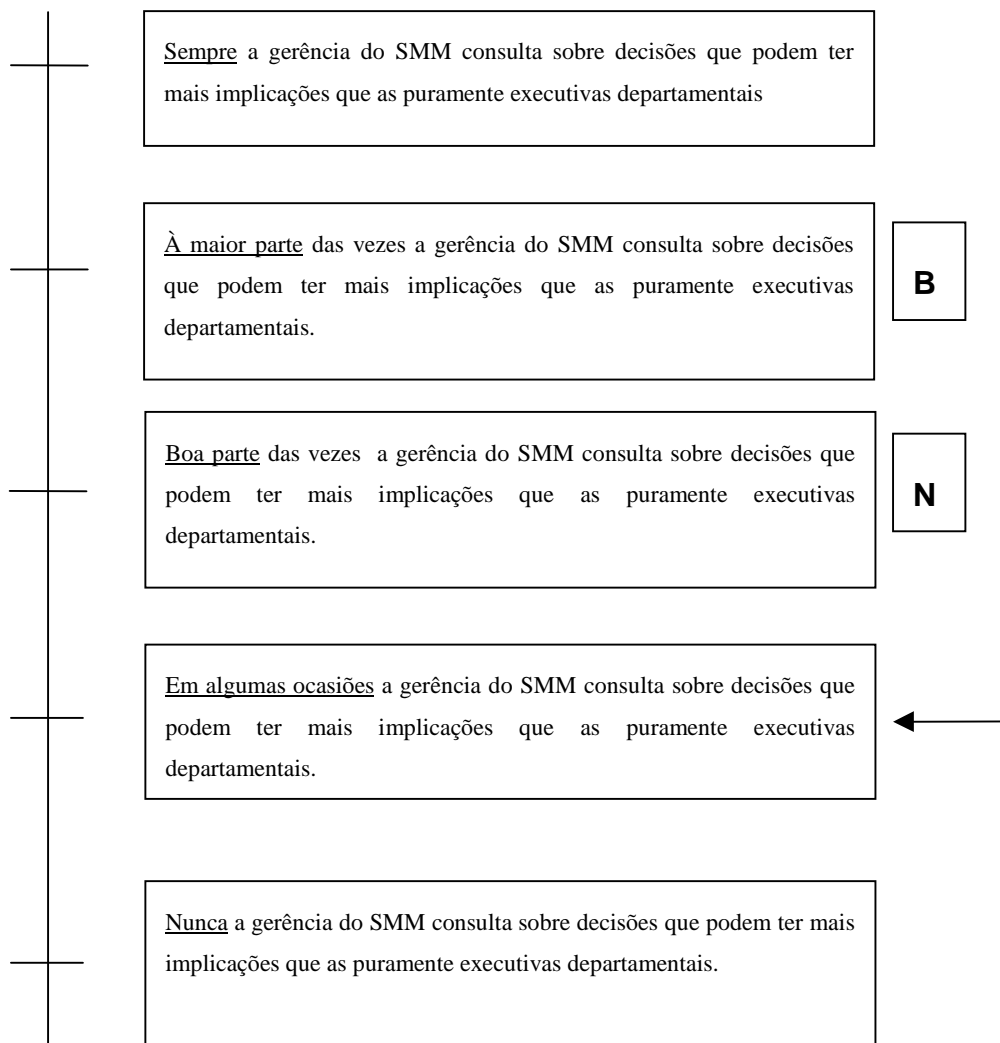 Sempre a gerência do SMM consulta sobre decisões que podem ter
mais implicações que as puramente executivas departamentais
À maior parte das vezes a gerência do SMM consulta sobre decisões
que podem ter mais implicações que as puramente executivas
departamentais.
B
Boa parte das vezes a gerência do SMM consulta sobre decisões que
podem ter mais implicações que as puramente executivas
departamentais.
N
Em algumas ocasiões a gerência do SMM consulta sobre decisões que
podem ter mais implicações que as puramente executivas
departamentais.
Nunca a gerência do SMM consulta sobre decisões que podem ter mais
implicações que as puramente executivas departamentais.